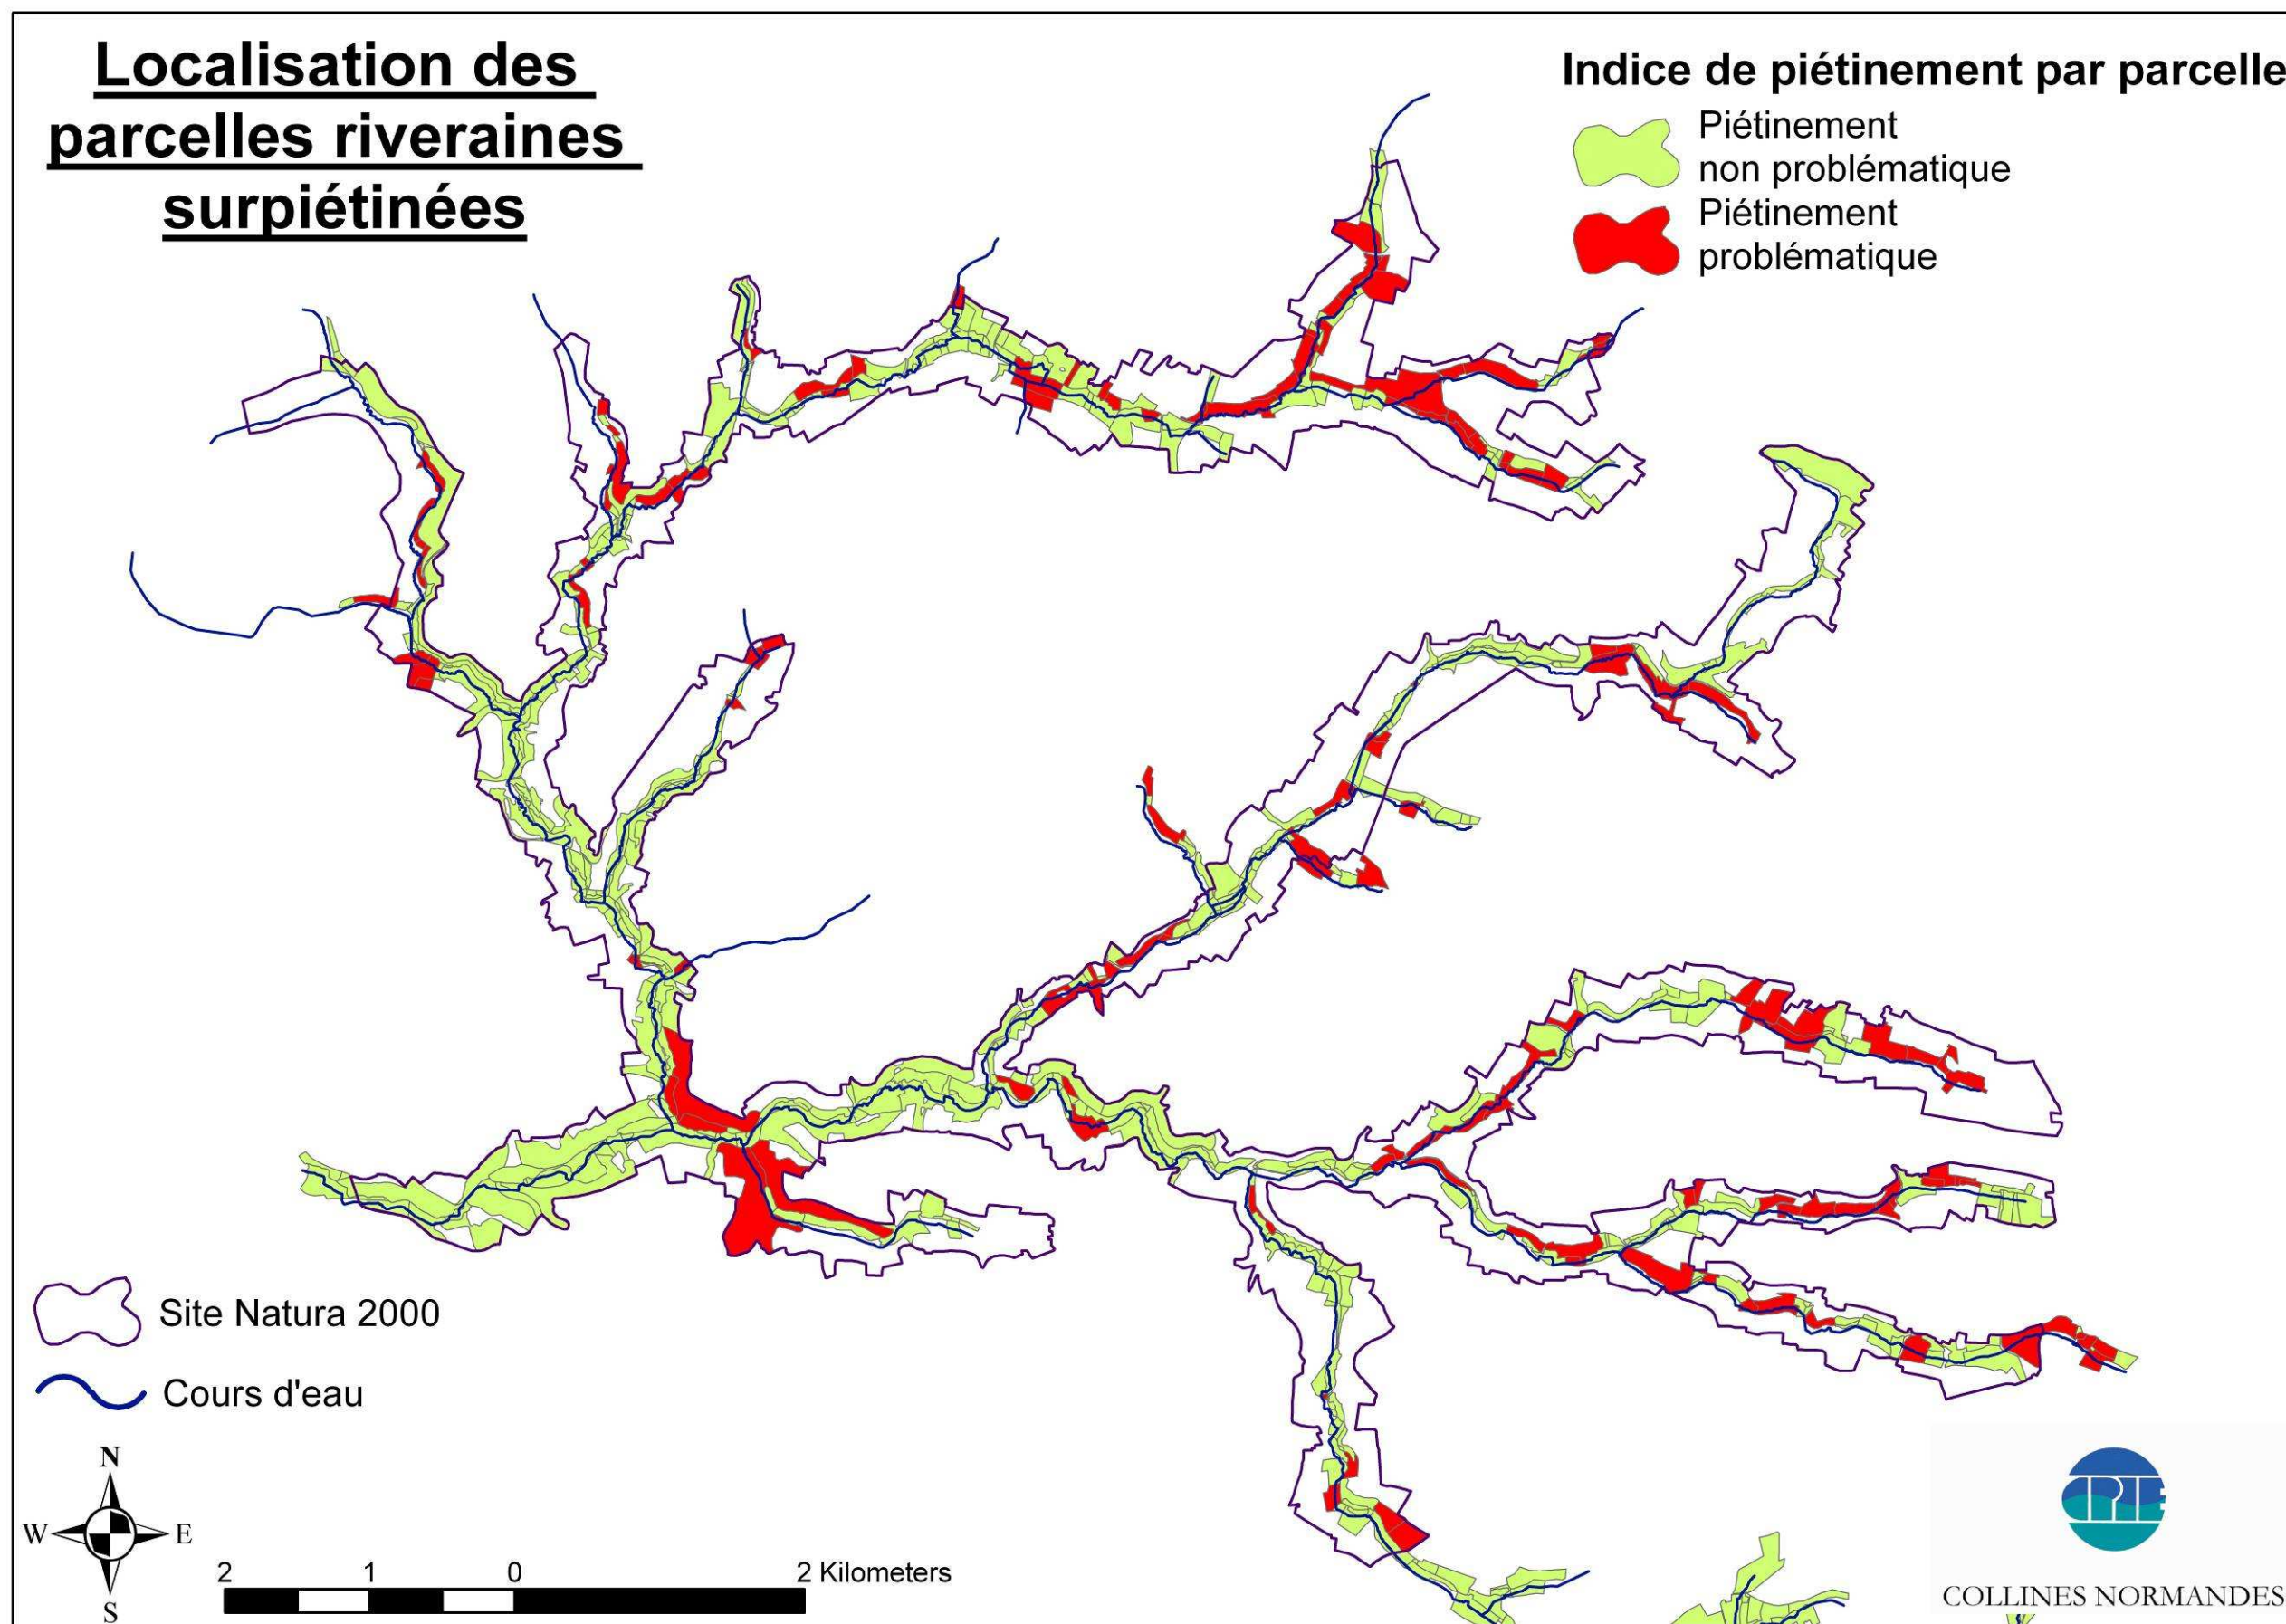 Localisation des
parcelles riveraines
surpiétinées
Indice de piétinement par parcelle
Piétinement
non problématique
Piétinement
problématique
Site Natura 2000
Cours d'eau
N
W E
S
2 1 0 2 Kilometers
CPIE
COLLINES NORMANDES